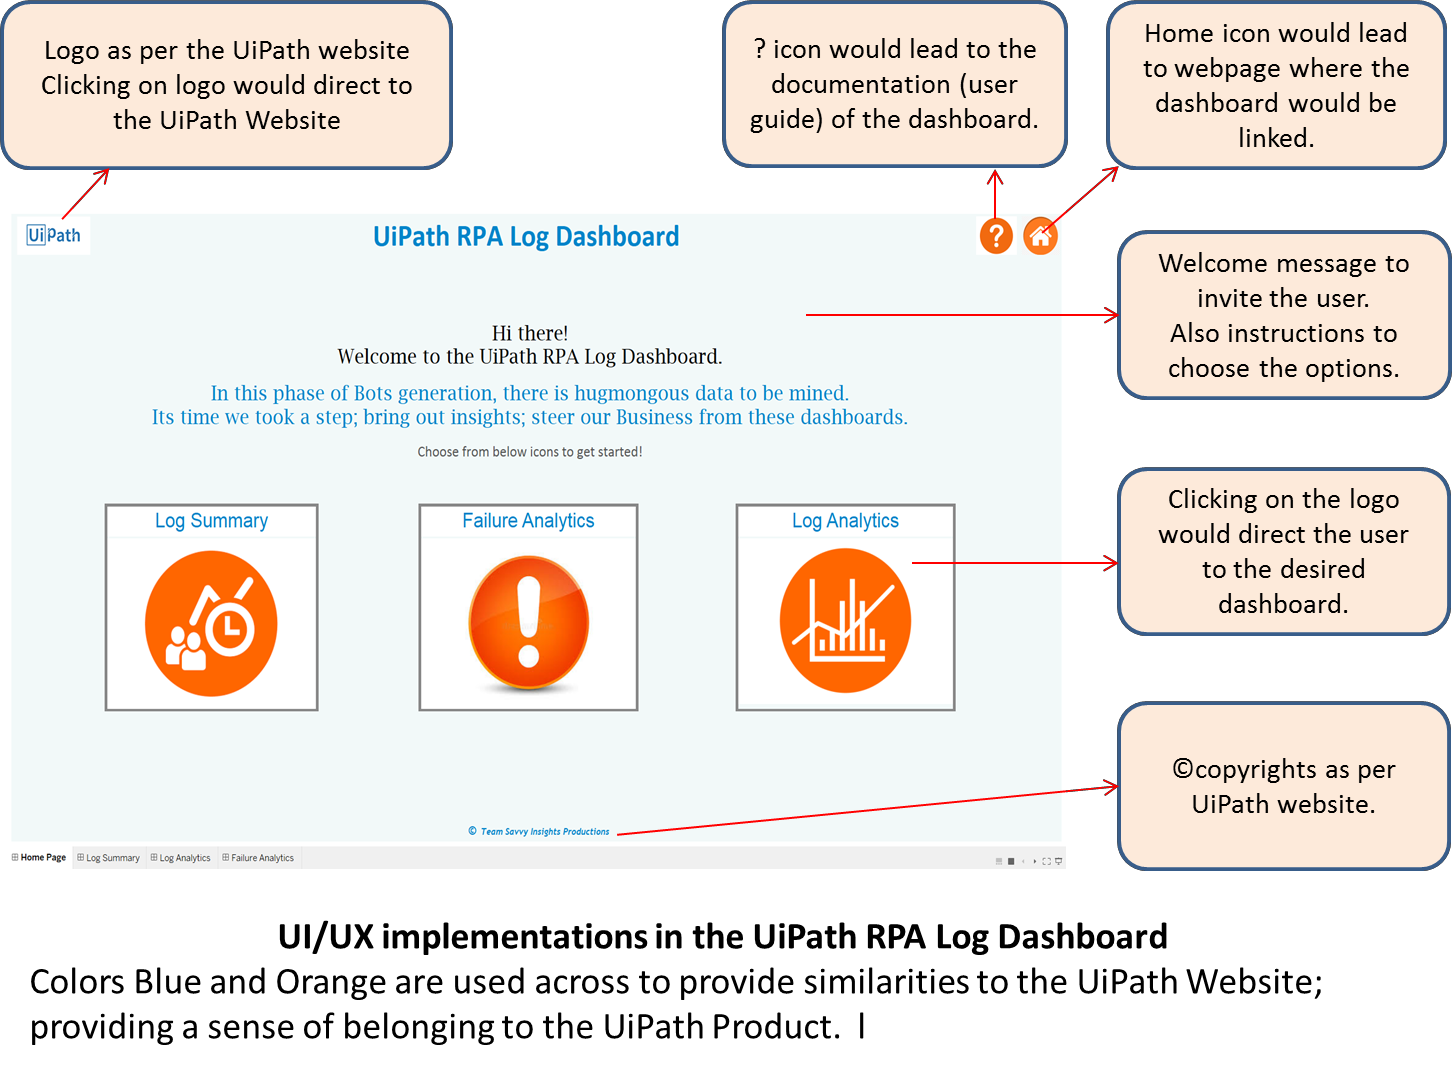 Logo as per the UiPath website
Clicking on logo would direct to
the UiPath Website
? icon would lead to the
documentation (user
guide) of the dashboard.
Home icon would lead
to webpage where the
dashboard would be
linked.
UiPath
UiPath RPA Log Dashboard
?
Welcome message to
invite the user.
Also instructions to
choose the options.
Hi there!
Welcome to the UiPath RPA Log Dashboard.
In this phase of Bots generation, there is hugmongous data to be mined.
Its time we took a step; bring out insights; steer our Business from these dashboards.
Choose from below icons to get started!
Log Summary
Failure Analytics
Log Analytics
!
Clicking on the logo
would direct the user
to the desired
dashboard.
©copyrights as per
UiPath website.
© Team Savvy Insights Productions
Home Page
Log Summary
Log Analytics
Failure Analytics
UI/UX implementations in the UiPath RPA Log Dashboard
Colors Blue and Orange are used across to provide similarities to the UiPath Website;
providing a sense of belonging to the UiPath Product. l